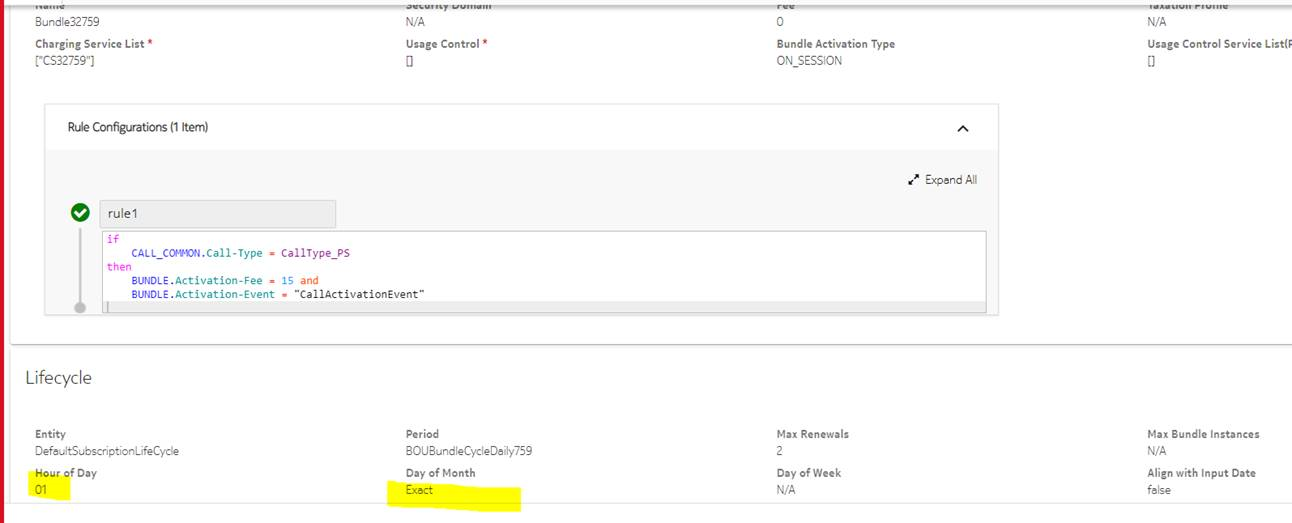 Name Security Domain Fee Taxation Profile
Bundle32759 N/A 0 N/A
Charging Service List * Usage Control * Bundle Activation Type Usage Control Service List(P
["CS32759"] [] ON_SESSION []
Rule Configurations (1 Item)
Expand All
rule1
if
CALL_COMMON.Call-Type = CallType_PS
then
BUNDLE.Activation-Fee = 15 and
BUNDLE.Activation-Event = "CallActivationEvent"
Lifecycle
Entity Period Max Renewals Max Bundle Instances
DefaultSubscriptionLifeCycle BOUBundleCycleDaily759 2 N/A
Hour of Day Day of Month Day of Week Align with Input Date
01 Exact N/A false